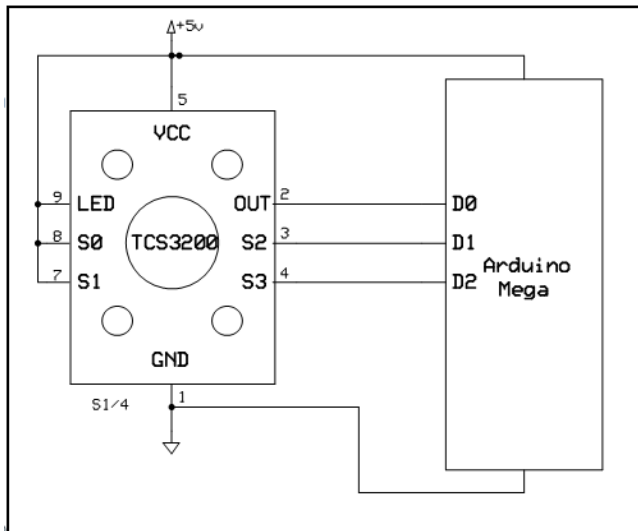 +5v
5
VCC
9 LED OUT 2 D0
8 S0 TCS3200 S2 3 D1
7 S1 S3 4 D2
Arduino
Mega
GND
S1/4 1